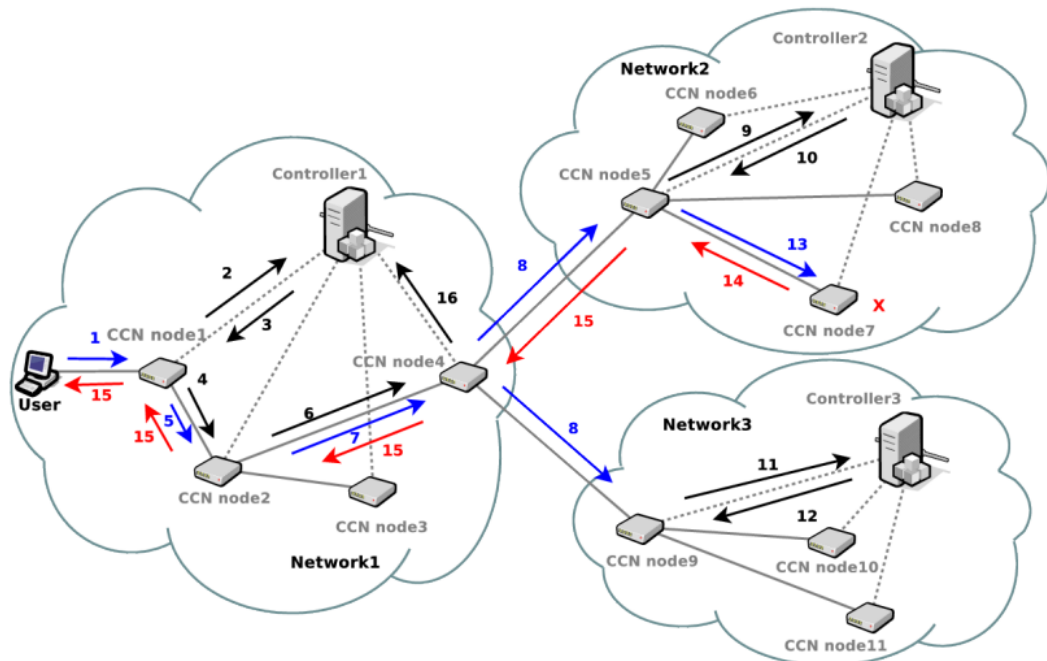 Controller2
Network2
CCN node6
9
10
CCN node5
CCN node8
Controller1
8
13
14
2
16
15
X
3
CCN node7
1
CCN node1
CCN node4
4
User
15
6
8
Controller3
Network3
5
15
7
15
11
CCN node2
12
CCN node3
CCN node9
CCN node10
Network1
CCN node11